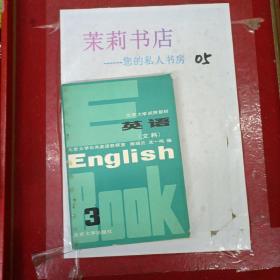 茉莉书店
------您的私人书房
05
北京大学试用教材
英语
(文科)
English
Book
3
北京大学出版社